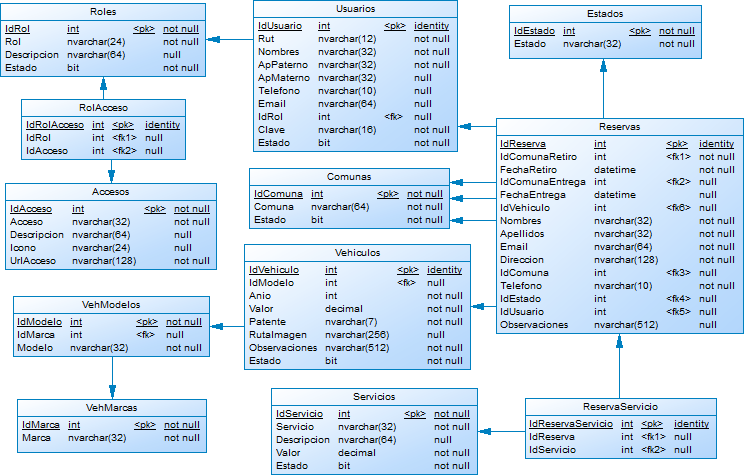 Roles
IdRol int <pk> not null
Rol nvarchar(24) not null
Descripcion nvarchar(64) null
Estado bit not null
Usuarios
IdUsuario int <pk> identity
Rut nvarchar(12) not null
Nombres nvarchar(32) not null
ApPaterno nvarchar(32) not null
ApMaterno nvarchar(32) null
Telefono nvarchar(10) null
Email nvarchar(64) null
IdRol int <fk> null
Clave nvarchar(16) not null
Estado bit not null
Estados
IdEstado int <pk> not null
Estado nvarchar(32) not null
RolAcceso
IdRolAcceso int <pk> identity
IdRol int <fk1> null
IdAcceso int <fk2> null
Reservas
IdReserva int <pk> identity
IdComunaRetiro int <fk1> not null
FechaRetiro datetime not null
IdComunaEntrega int <fk2> null
FechaEntrega datetime null
IdVehiculo int <fk6> null
Nombres nvarchar(32) not null
Apellidos nvarchar(32) not null
Email nvarchar(64) not null
Direccion nvarchar(128) not null
IdComuna int <fk3> null
Telefono nvarchar(10) not null
IdEstado int <fk4> null
IdUsuario int <fk5> null
Observaciones nvarchar(512) null
Accesos
IdAcceso int <pk> not null
Acceso nvarchar(32) not null
Descripcion nvarchar(64) null
Icono nvarchar(24) null
UrlAcceso nvarchar(128) not null
Comunas
IdComuna int <pk> not null
Comuna nvarchar(64) not null
Estado bit not null
Vehiculos
IdVehiculo int <pk> identity
IdModelo int <fk> null
Anio int not null
Valor decimal not null
Patente nvarchar(7) not null
RutaImagen nvarchar(256) null
Observaciones nvarchar(512) not null
Estado bit not null
VehModelos
IdModelo int <pk> not null
IdMarca int <fk> null
Modelo nvarchar(32) not null
VehMarcas
IdMarca int <pk> not null
Marca nvarchar(32) not null
Servicios
IdServicio int <pk> not null
Servicio nvarchar(32) not null
Descripcion nvarchar(64) null
Valor decimal not null
Estado bit not null
ReservaServicio
IdReservaServicio int <pk> identity
IdReserva int <fk1> null
IdServicio int <fk2> null